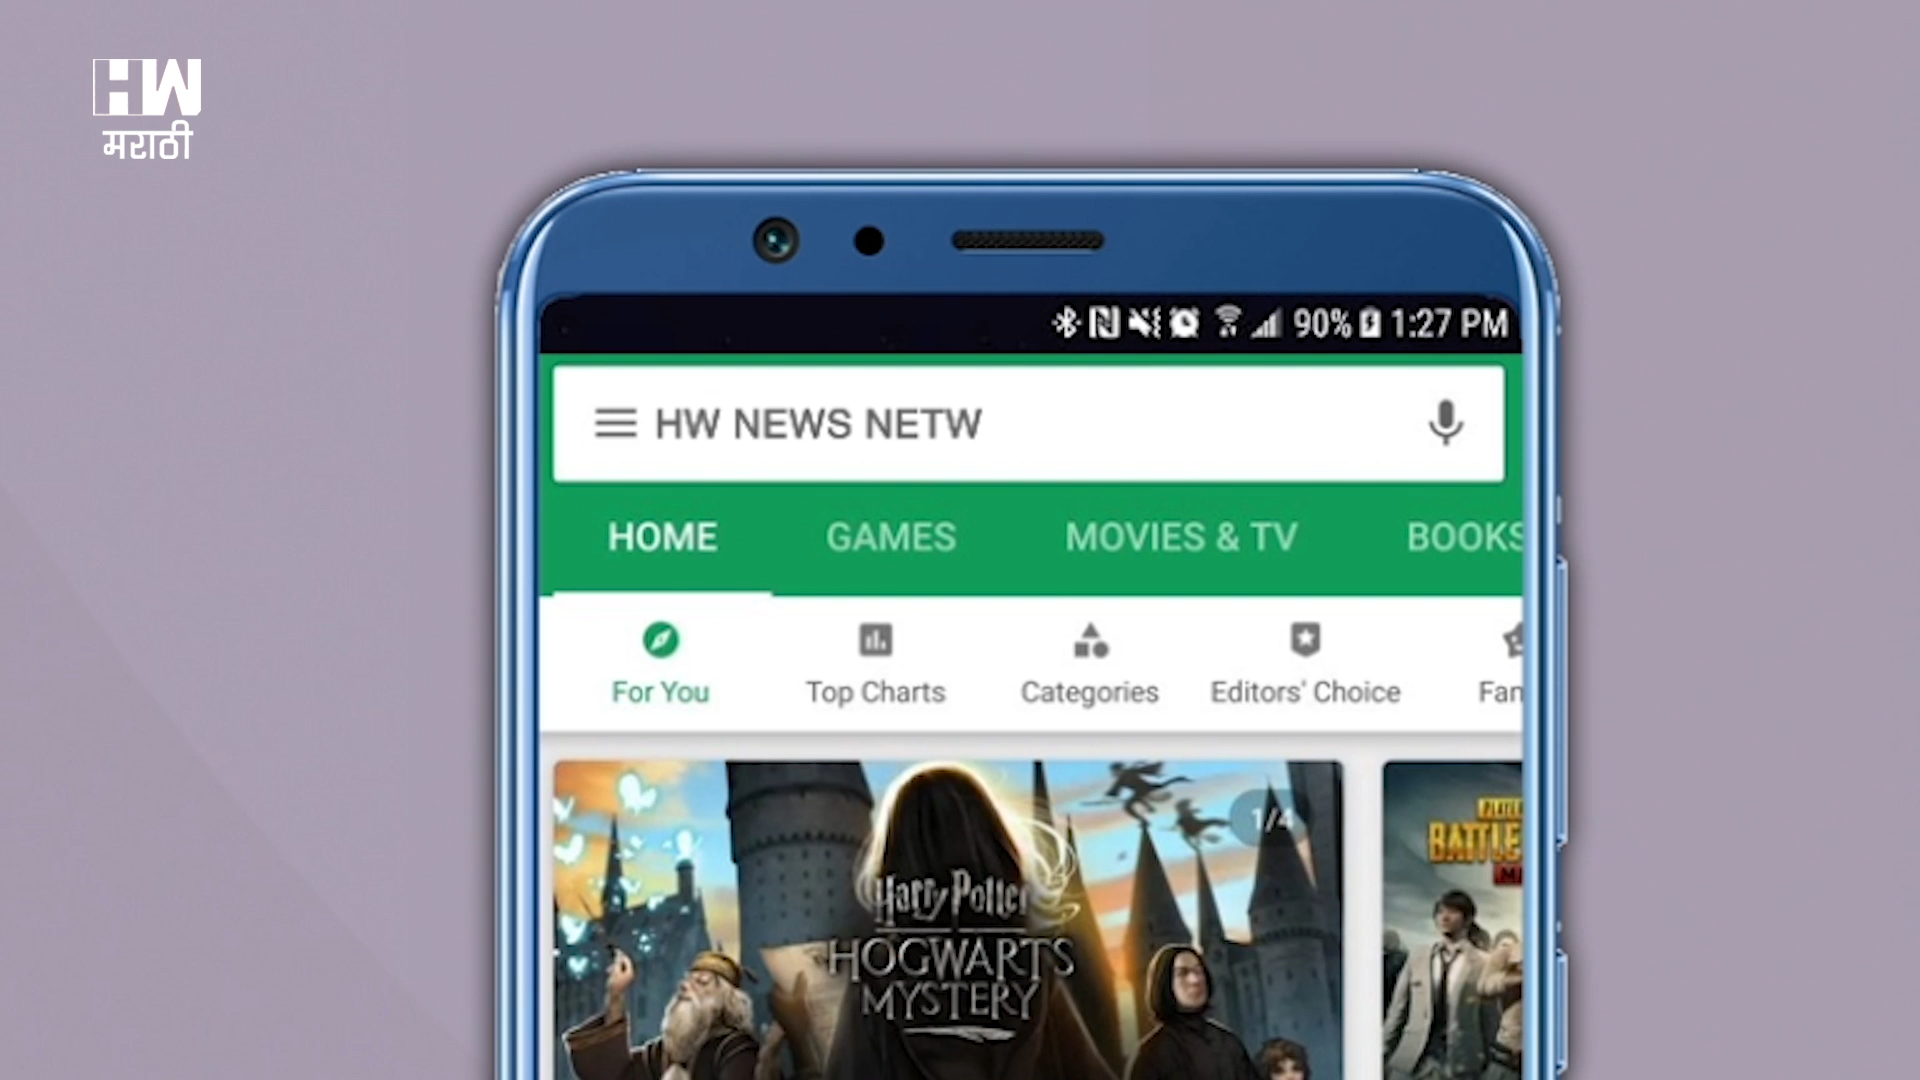 HW
मराठी
90% 1:27 PM
HW NEWS NETW
HOME GAMES MOVIES & TV BOOKS
For You Top Charts Categories Editors' Choice Fan
1/4
Harry Potter
HOGWARTS
MYSTERY
BATTLE